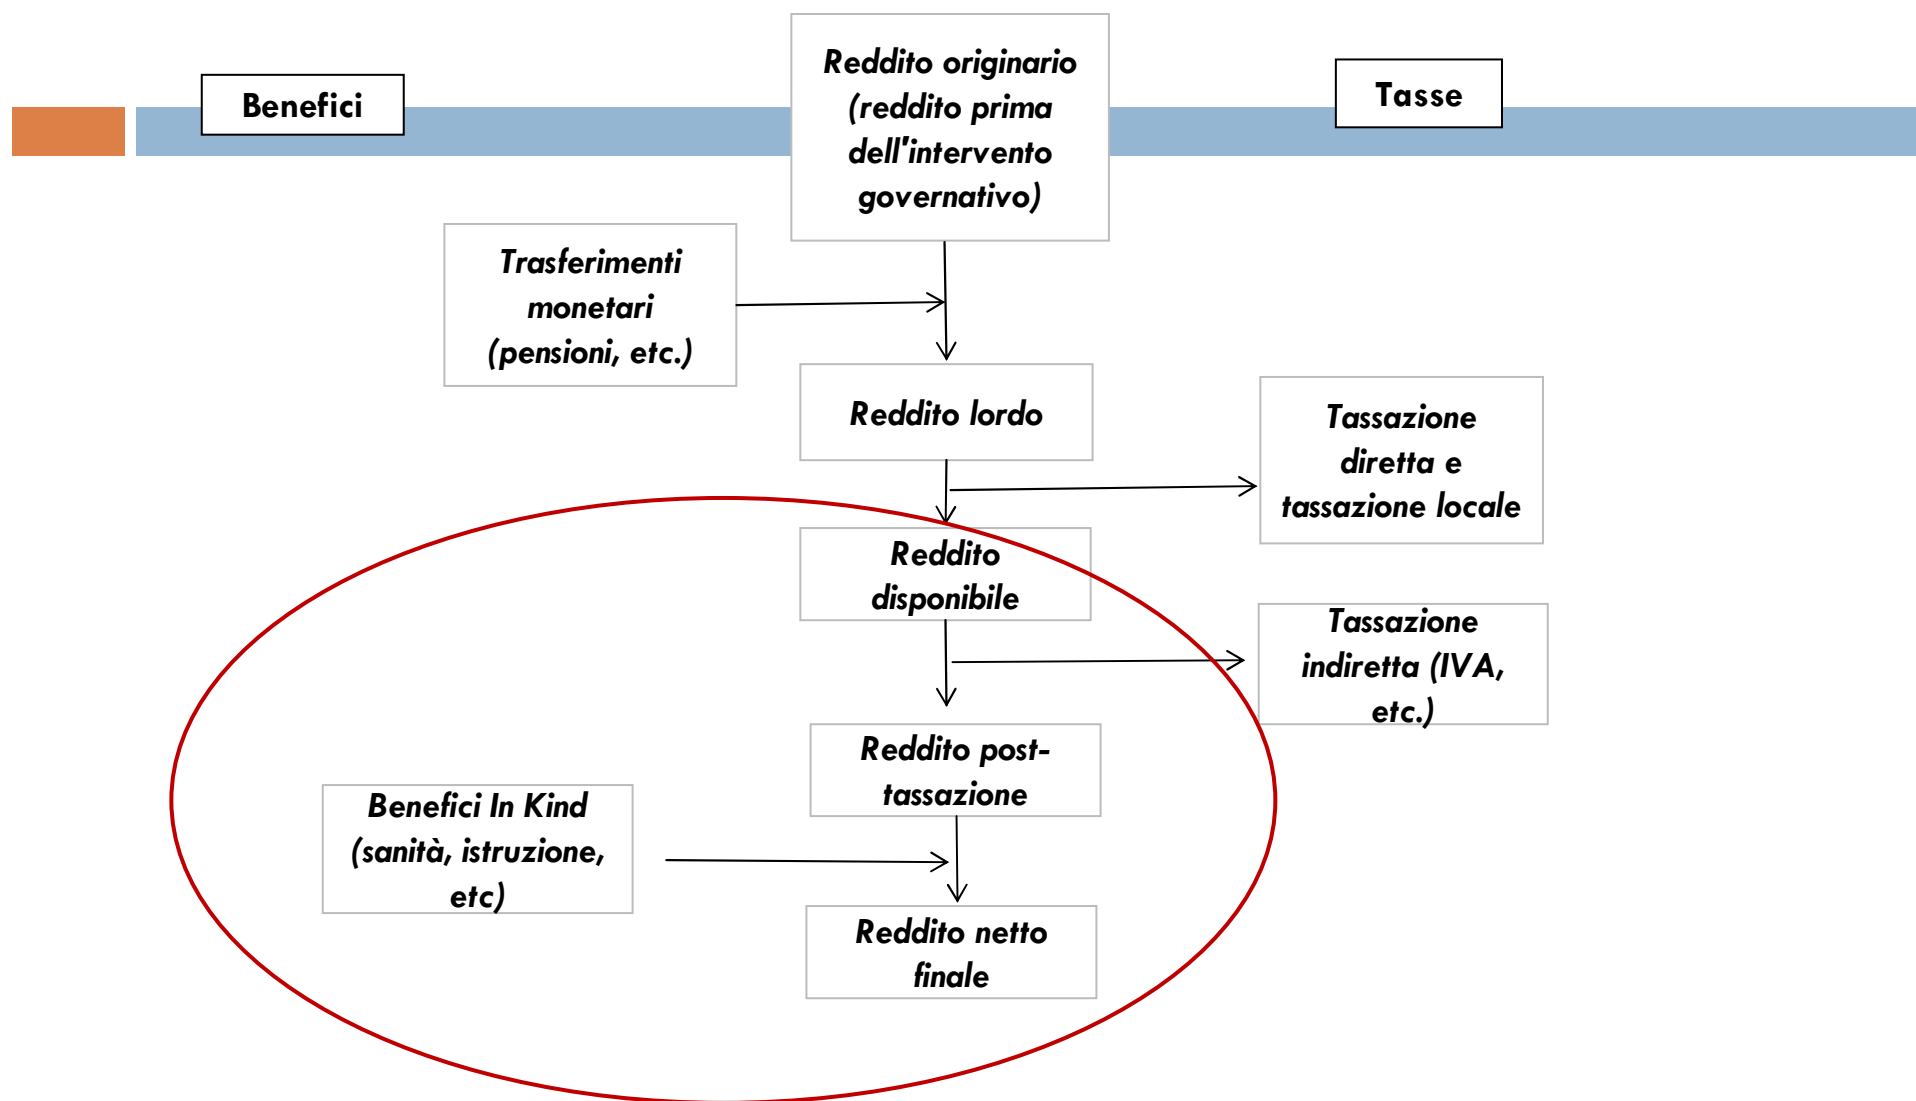 Benefici
Reddito originario
(reddito prima
dell'intervento
governativo)
Tasse
Trasferimenti
monetari
(pensioni, etc.)
Reddito lordo
Tassazione
diretta e
tassazione locale
Reddito
disponibile
Tassazione
indiretta (IVA,
etc.)
Reddito post-
tassazione
Benefici In Kind
(sanità, istruzione,
etc)
Reddito netto
finale